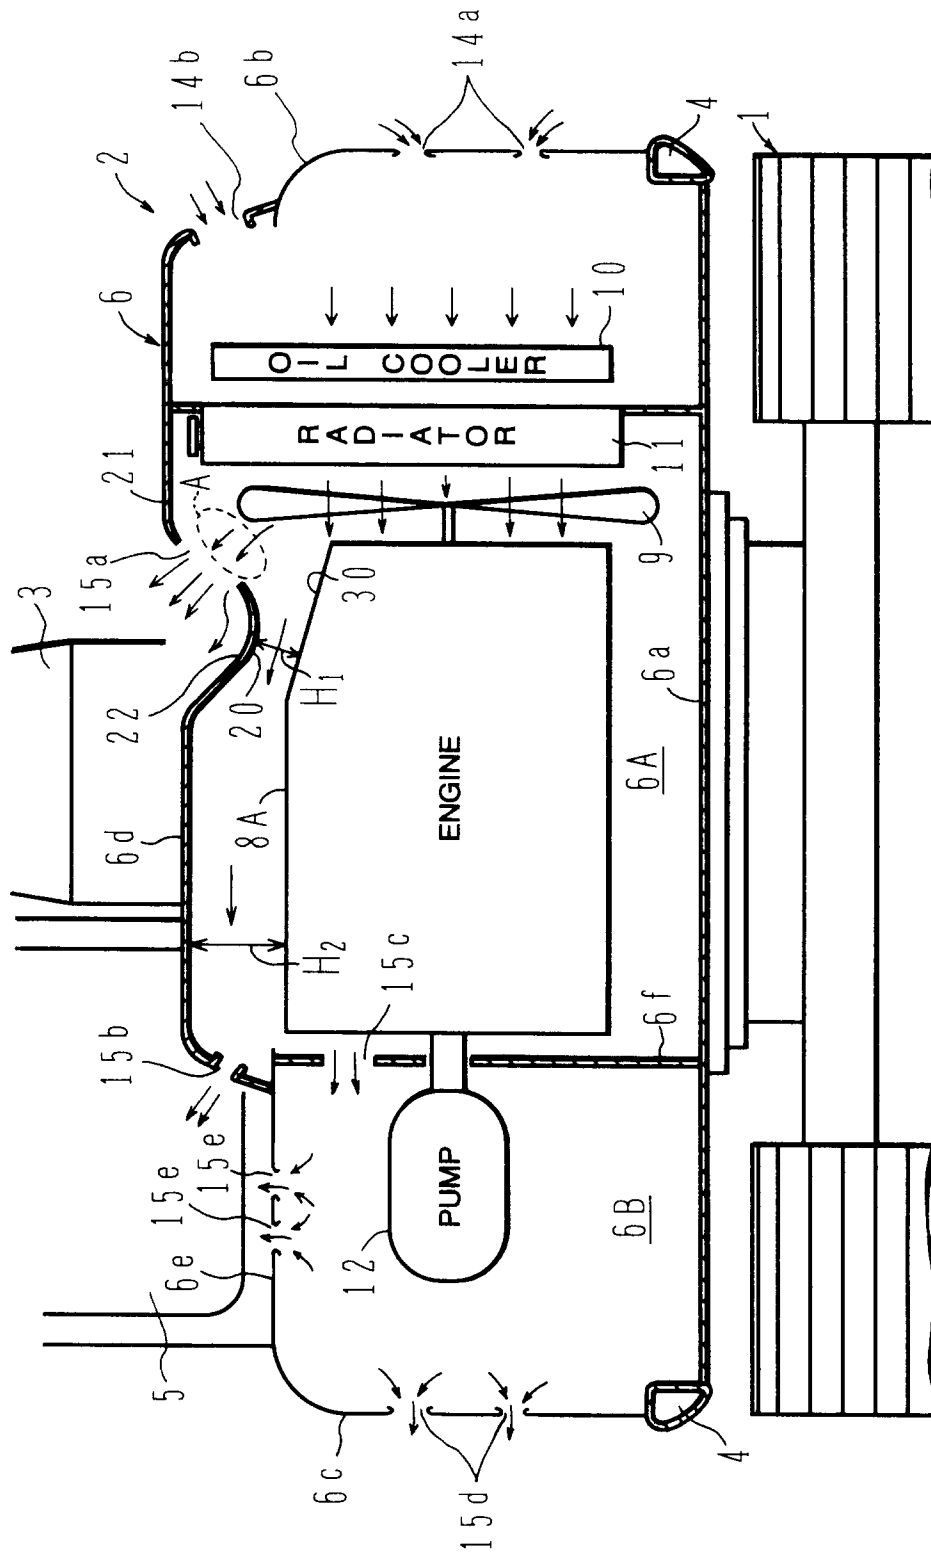 3
15a
A
21
6
2
14b
6b
14a
22
20
H1
30
6d
8A
H2
15b
15c
15e
15e
6e
5
OIL COOLER
10
RADIATOR
11
9
ENGINE
6A
6a
6f
PUMP
12
6B
6c
15d
4
4
1